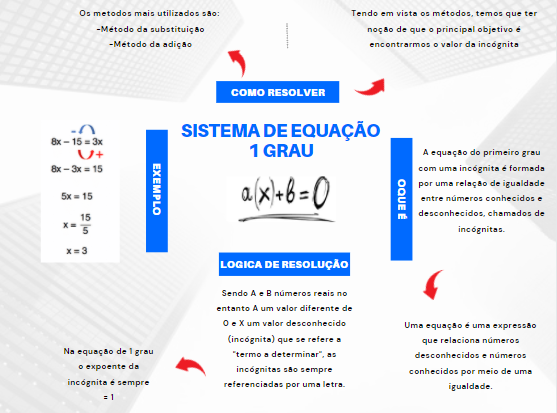 Os metodos mais utilizados são:
-Método da substituição
-Método da adição
Tendo em vista os métodos, temos que ter
noção de que o principal objetivo é
encontrarmos o valor da incógnita
COMO RESOLVER
SISTEMA DE EQUAÇÃO
1 GRAU
a(x)+b=0
EXEMPLO
- +
8x – 15 = 3x
8x – 3x = 15
5x = 15
x = 15/5
x = 3
OQUE É
A equação do primeiro grau
com uma incógnita é formada
por uma relação de igualdade
entre números conhecidos e
desconhecidos, chamados de
incógnitas.
Uma equação é uma expressão
que relaciona números
desconhecidos e números
conhecidos por meio de uma
igualdade.
LOGICA DE RESOLUÇÃO
Sendo A e B números reais no
entanto A um valor diferente de
0 e X um valor desconhecido
(incógnita) que se refere a
"termo a determinar", as
incógnitas são sempre
referenciadas por uma letra.
Na equação de 1 grau
o expoente da
incógnita é sempre
= 1